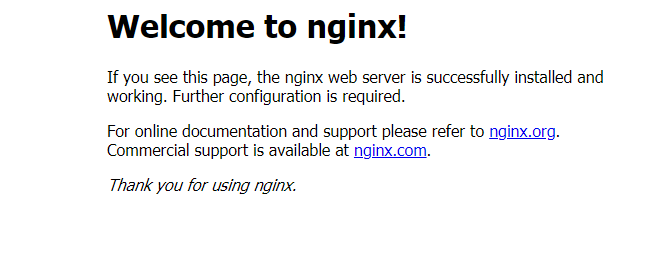 Welcome to nginx!
If you see this page, the nginx web server is successfully installed and
working. Further configuration is required.
For online documentation and support please refer to nginx.org.
Commercial support is available at nginx.com.
Thank you for using nginx.